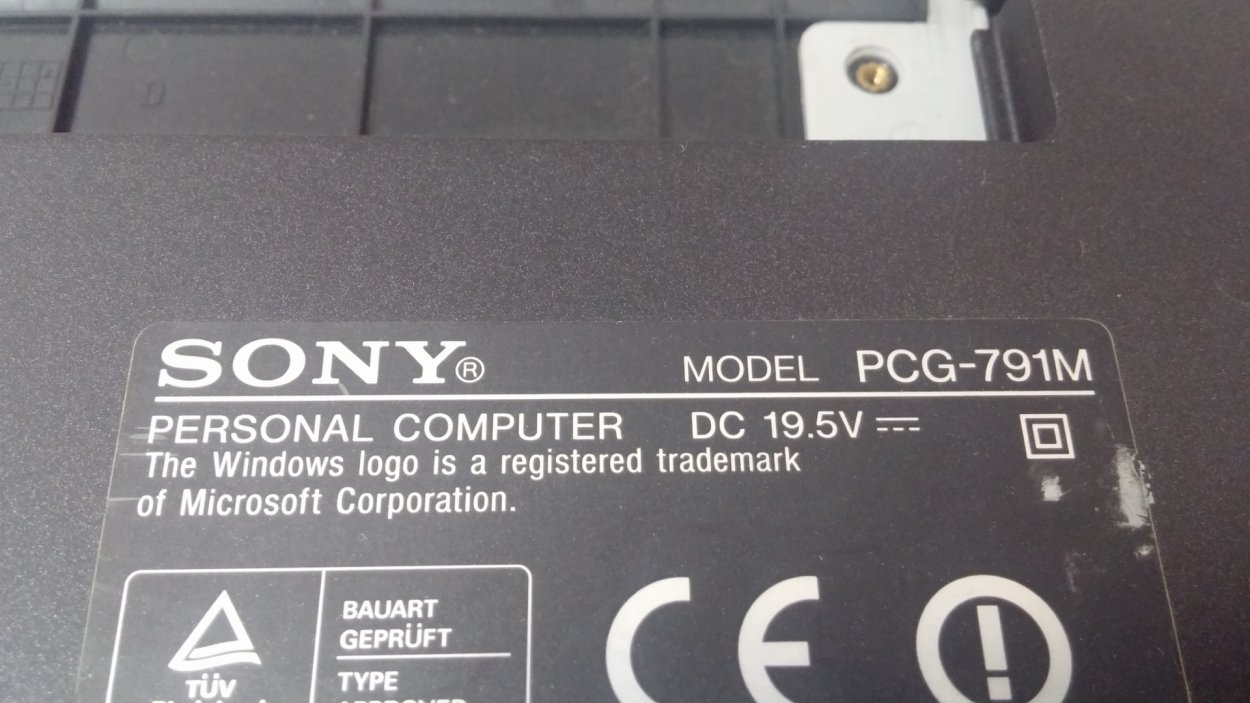 SONY®
MODEL PCG-791M
PERSONAL COMPUTER DC 19.5V
The Windows logo is a registered trademark
of Microsoft Corporation.
BAUART
GEPRÜFT
TYPE
APPROVED
TÜV
CE